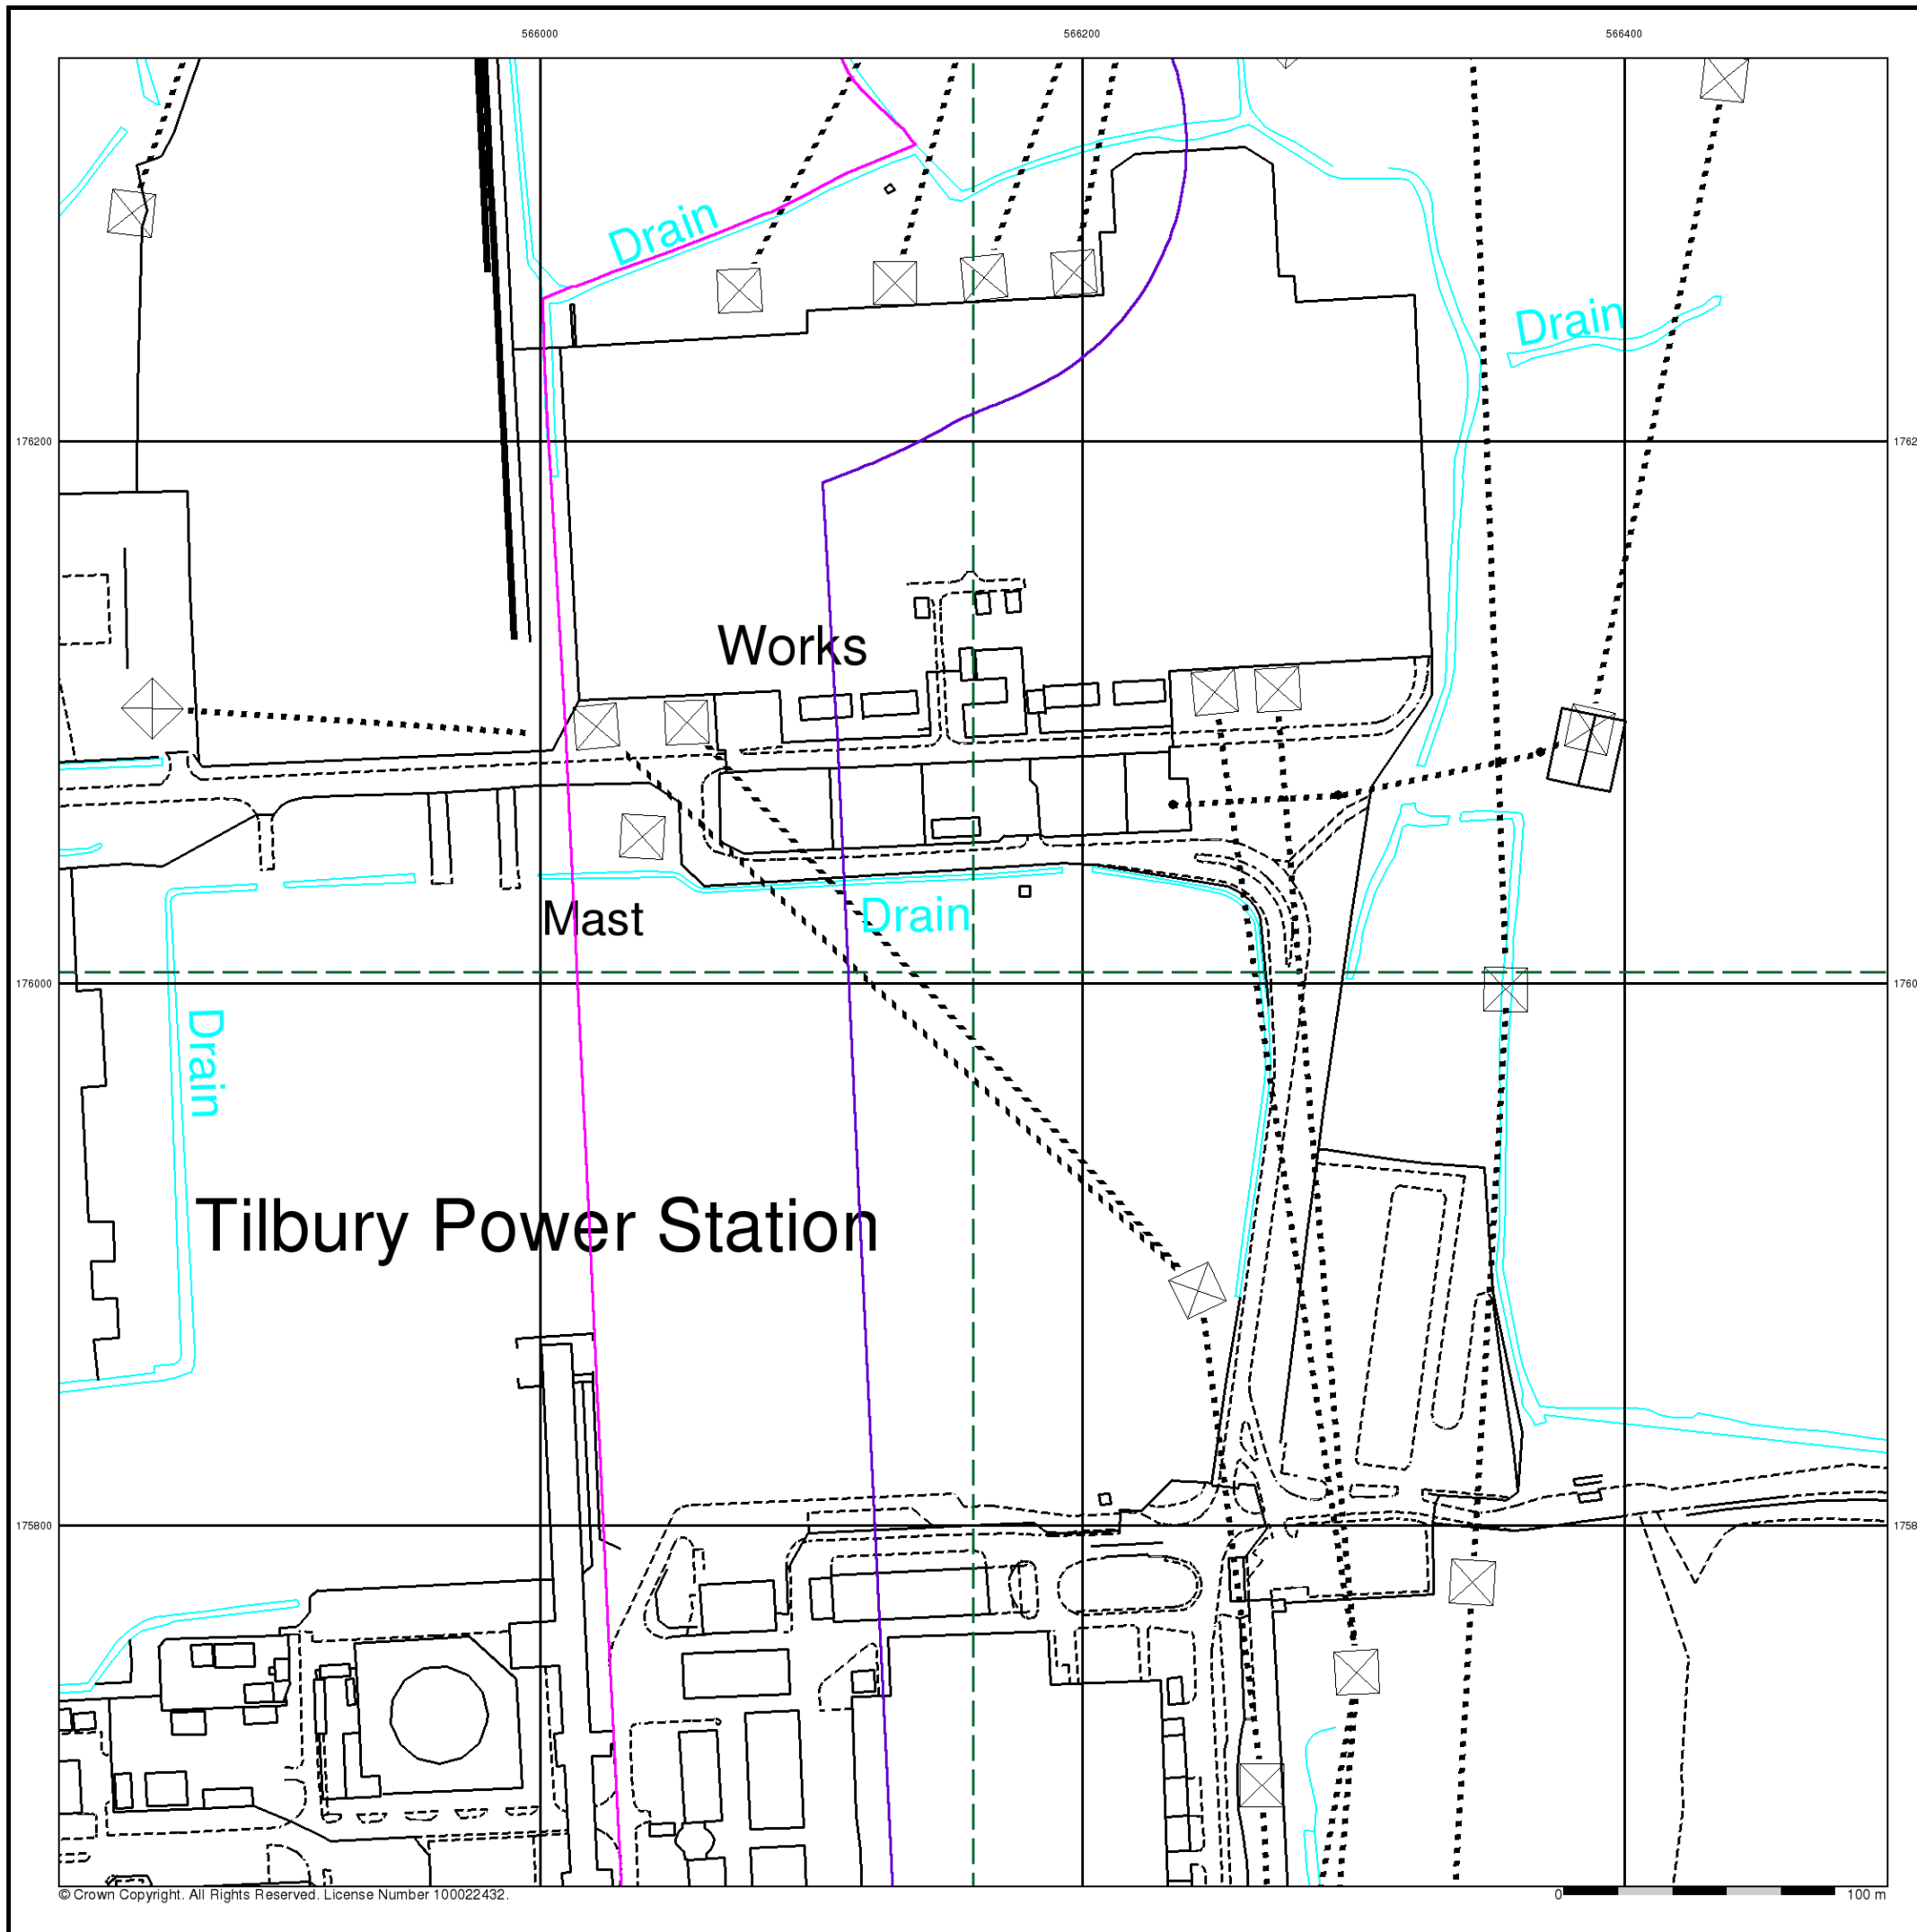 566000
566200
566400
Drain
Drain
176200
1762
Works
Mast
Drain
176000
1760
Drain
Tilbury Power Station
175800
1758
© Crown Copyright. All Rights Reserved. License Number 100022432.
0
100 m